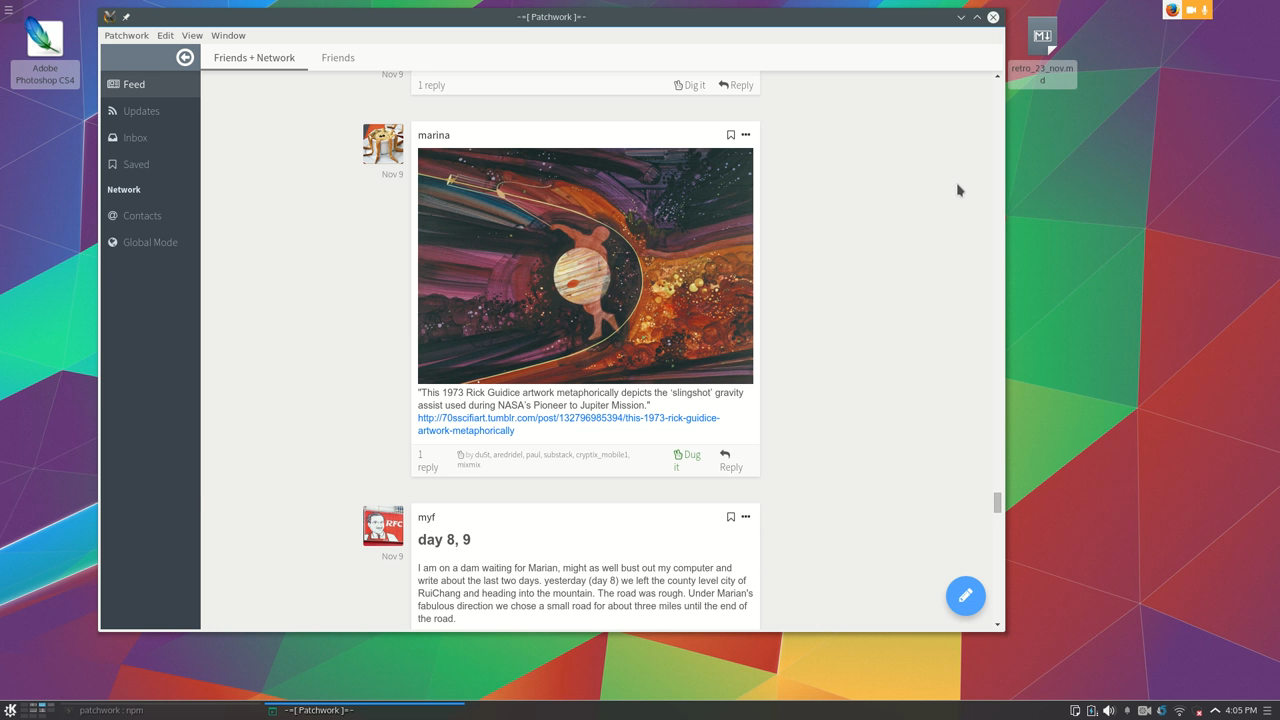 -=[ Patchwork ]=-
Patchwork Edit View Window
Adobe
Photoshop CS4
retro_23_nov.m
d
Friends + Network Friends
Feed
Updates
Inbox
Saved
Network
Contacts
Global Mode
Nov 9
1 reply Dig it Reply
marina
Nov 9
"This 1973 Rick Guidice artwork metaphorically depicts the ‘slingshot’ gravity
assist used during NASA’s Pioneer to Jupiter Mission."
http://70sscifiart.tumblr.com/post/132796985394/this-1973-rick-guidice-
artwork-metaphorically
1
reply
by du5t, aredridel, paul, substack, cryptix_mobile1,
mixmix
Dug
it
Reply
RFC
myf
Nov 9
day 8, 9
I am on a dam waiting for Marian, might as well bust out my computer and
write about the last two days. yesterday (day 8) we left the county level city of
RuiChang and heading into the mountain. The road was rough. Under Marian's
fabulous direction we chose a small road for about three miles until the end of
the road.
patchwork : npm
-=[ Patchwork ]=-
4:05 PM